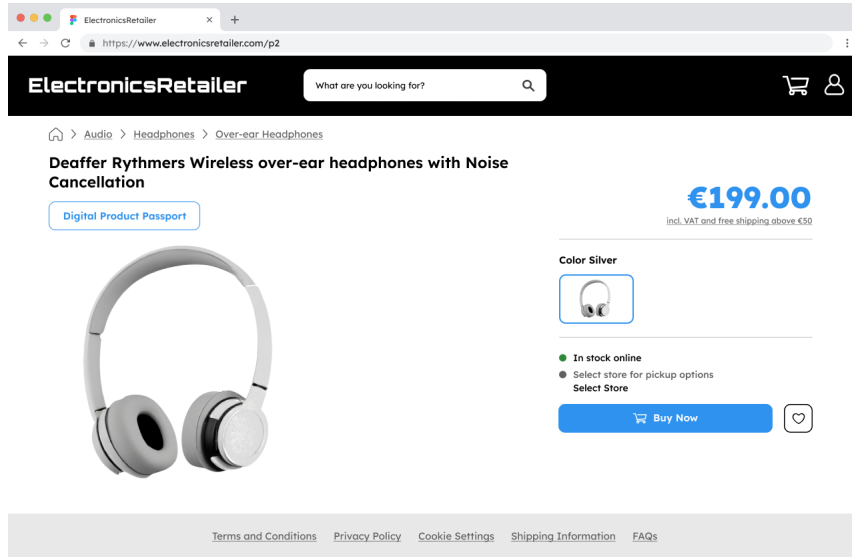 ElectronicsRetailer
https://www.electronicsretailer.com/p2
ElectronicsRetailer
What are you looking for?
Audio > Headphones > Over-ear Headphones
Deaffer Rythmers Wireless over-ear headphones with Noise
Cancellation
Digital Product Passport
€199.00
incl. VAT and free shipping above €50
Color Silver
In stock online
Select store for pickup options
Select Store
Buy Now
Terms and Conditions Privacy Policy Cookie Settings Shipping Information FAQs